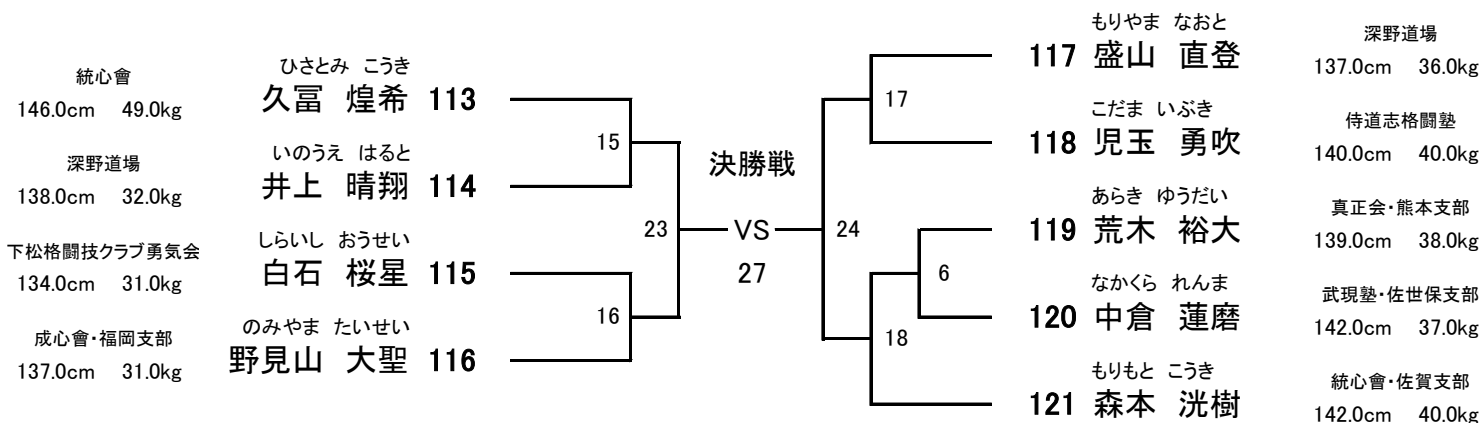 統心會
146.0cm 49.0kg
ひさとみ こうき
久冨 煌希 113
深野道場
138.0cm 32.0kg
いのうえ はると
井上 晴翔 114
下松格闘技クラブ勇気会
134.0cm 31.0kg
しらいし おうせい
白石 桜星 115
成心會・福岡支部
137.0cm 31.0kg
のみやま たいせい
野見山 大聖 116
15
16
23
決勝戦
VS
27
24
17
6
18
もりやま なおと
117 盛山 直登
深野道場
137.0cm 36.0kg
こだま いぶき
118 児玉 勇吹
侍道志格闘塾
140.0cm 40.0kg
あらき ゆうだい
119 荒木 裕大
真正会・熊本支部
139.0cm 38.0kg
なかくら れんま
120 中倉 蓮磨
武現塾・佐世保支部
142.0cm 37.0kg
もりもと こうき
121 森本 洸樹
統心會・佐賀支部
142.0cm 40.0kg